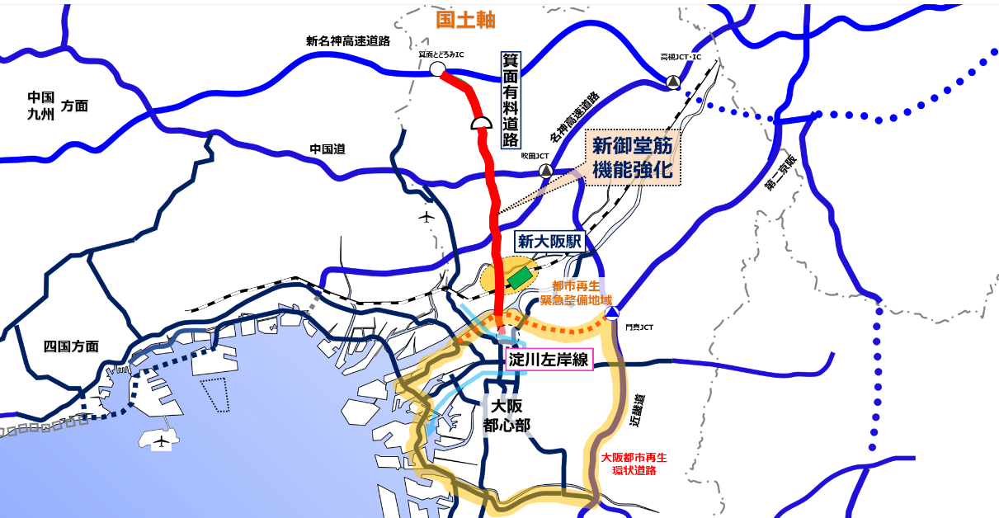 国土軸
新名神高速道路
箕面とどろみIC
箕面有料道路
高槻JCT・IC
中国
九州
方面
名神高速道路
中国道
吹田JCT
新御堂筋
機能強化
第二京阪
新大阪駅
都市再生
緊急整備地域
門真JCT
四国方面
淀川左岸線
大阪
都心部
近畿道
大阪都市再生
環状道路